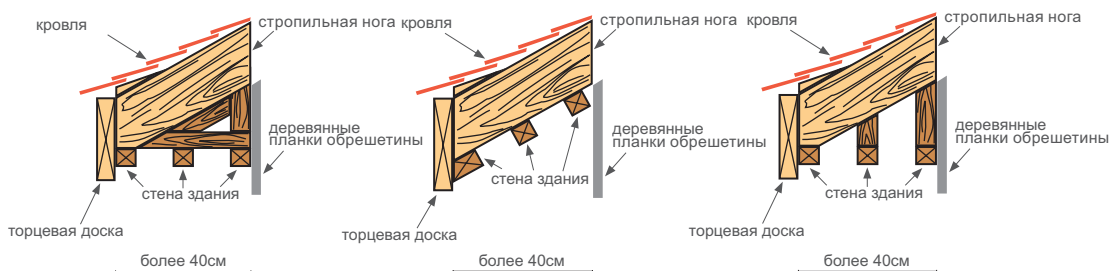 кровля
стропильная нога
деревянные
планки обрешетины
стена здания
торцевая доска
более 40см
кровля
стропильная нога
деревянные
планки обрешетины
стена здания
торцевая доска
более 40см
кровля
стропильная нога
деревянные
планки обрешетины
стена здания
торцевая доска
более 40см